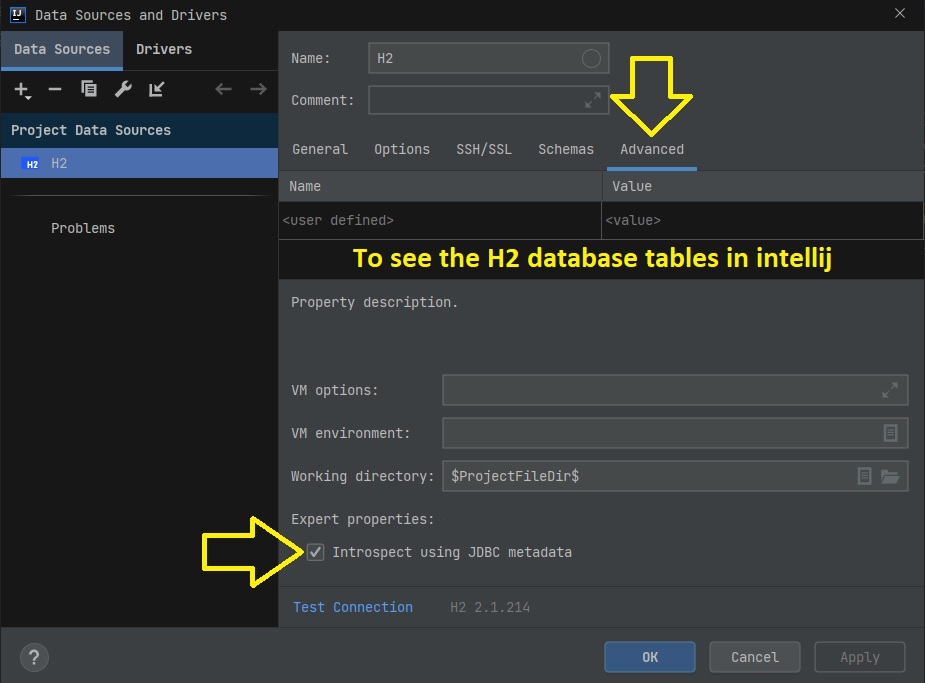 IJ Data Sources and Drivers
Data Sources Drivers
Project Data Sources
H2 H2
Problems
Name: H2
Comment:
General Options SSH/SSL Schemas Advanced
Name Value
<user defined> <value>
To see the H2 database tables in intellij
Property description.
VM options:
VM environment:
Working directory: $ProjectFileDir$
Expert properties:
Introspect using JDBC metadata
Test Connection H2 2.1.214
? OK Cancel Apply